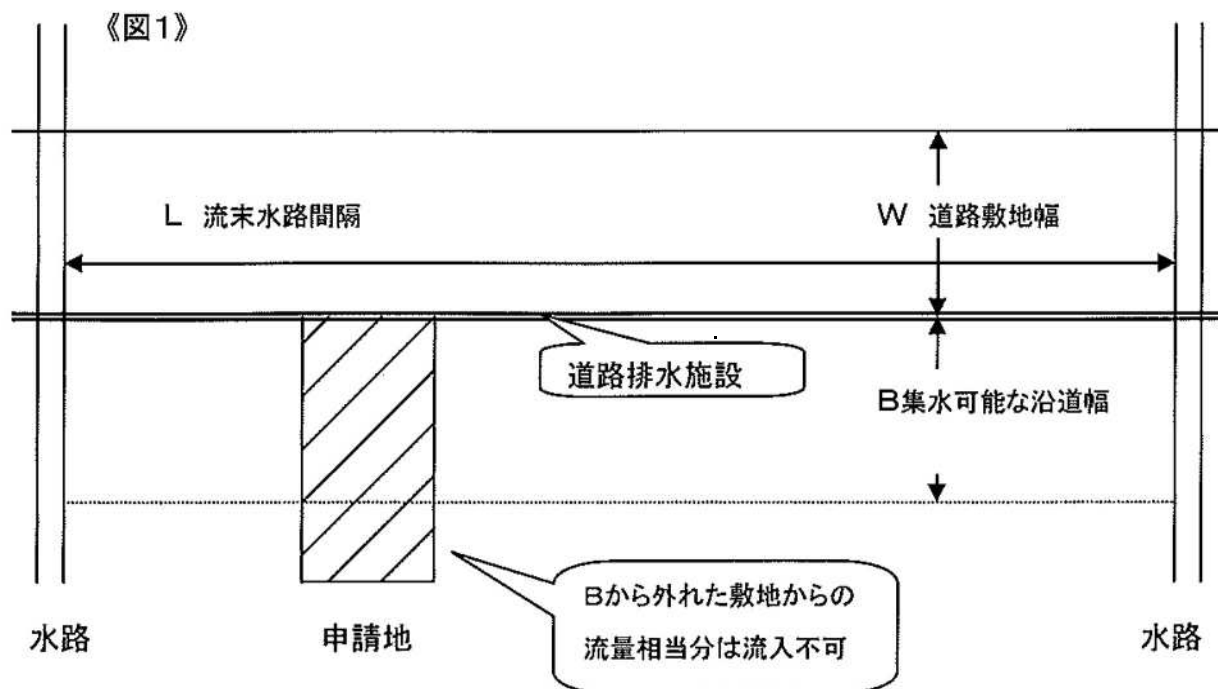 《図1》
L 流末水路間隔
W 道路敷地幅
道路排水施設
B集水可能な沿道幅
Bから外れた敷地からの
流量相当分は流入不可
水路
申請地
水路